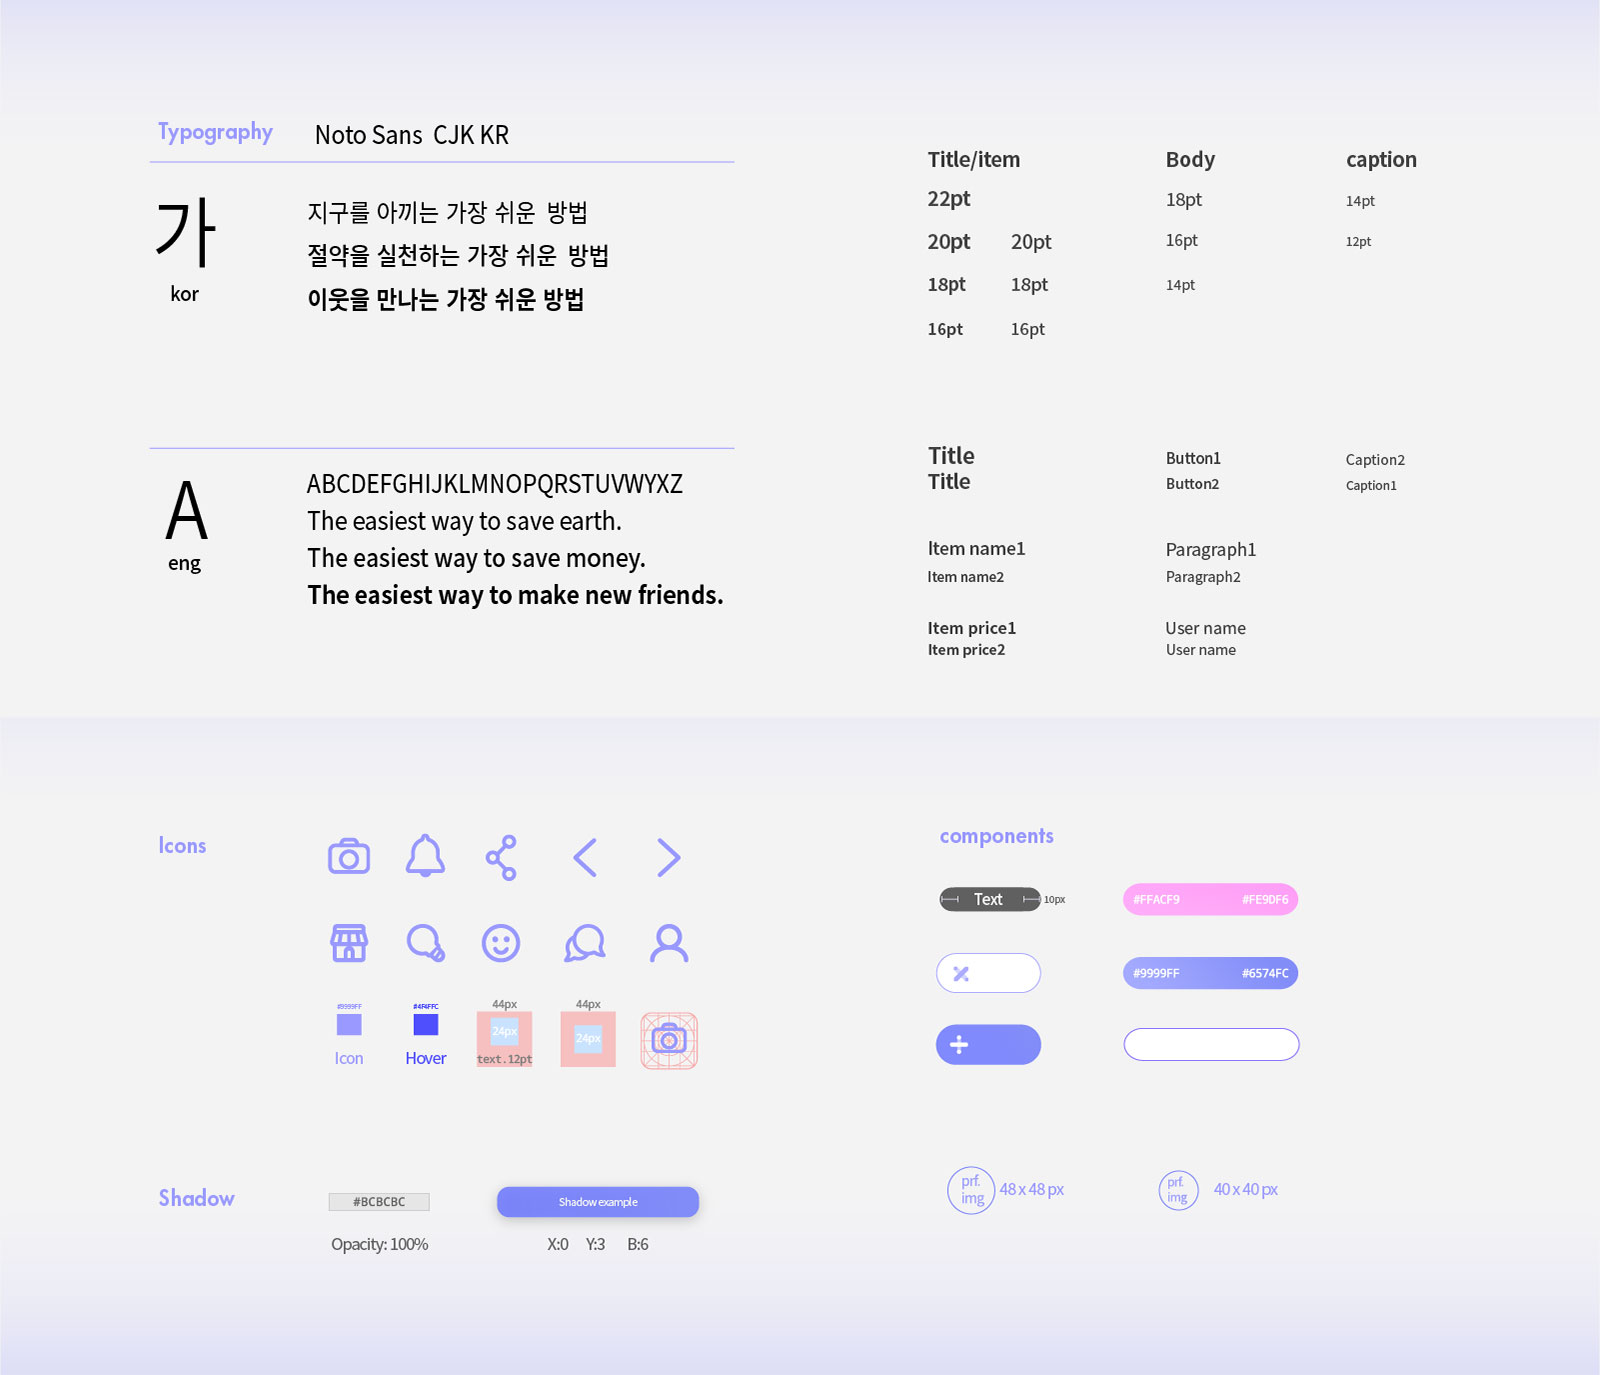 Typography Noto Sans CJK KR
가
kor
지구를 아끼는 가장 쉬운 방법
절약을 실천하는 가장 쉬운 방법
이웃을 만나는 가장 쉬운 방법
Title/item Body caption
22pt 18pt 14pt
20pt 20pt 16pt 12pt
18pt 18pt 14pt
16pt 16pt
A
eng
ABCDEFGHIJKLMNOPQRSTUVWYXZ
The easiest way to save earth.
The easiest way to save money.
The easiest way to make new friends.
Title Button1 Caption2
Title Button2 Caption1
Item name1 Paragraph1
Item name2 Paragraph2
Item price1 User name
Item price2 User name
Icons
#9999FF #4F4FFC 44px 44px
24px 24px
Icon Hover text.12pt
components
Text 10px #FFACF9 #FE9DF6
#9999FF #6574FC
Shadow #BCBCBC Shadow example
Opacity: 100% X:0 Y:3 B:6
prf. img 48 x 48 px prf. img 40 x 40 px